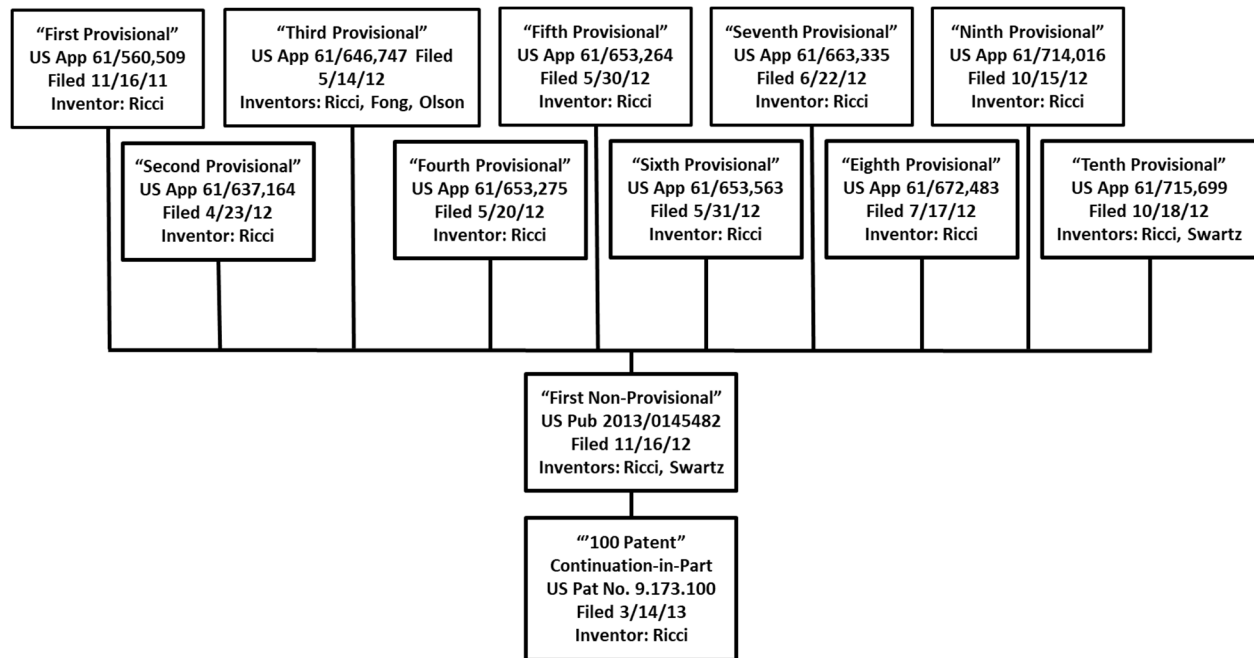 “First Provisional”
US App 61/560,509
Filed 11/16/11
Inventor: Ricci
“Third Provisional”
US App 61/646,747 Filed
5/14/12
Inventors: Ricci, Fong, Olson
“Fifth Provisional”
US App 61/653,264
Filed 5/30/12
Inventor: Ricci
“Seventh Provisional”
US App 61/663,335
Filed 6/22/12
Inventor: Ricci
“Ninth Provisional”
US App 61/714,016
Filed 10/15/12
Inventor: Ricci
“Second Provisional”
US App 61/637,164
Filed 4/23/12
Inventor: Ricci
“Fourth Provisional”
US App 61/653,275
Filed 5/20/12
Inventor: Ricci
“Sixth Provisional”
US App 61/653,563
Filed 5/31/12
Inventor: Ricci
“Eighth Provisional”
US App 61/672,483
Filed 7/17/12
Inventor: Ricci
“Tenth Provisional”
US App 61/715,699
Filed 10/18/12
Inventors: Ricci, Swartz
“First Non-Provisional”
US Pub 2013/0145482
Filed 11/16/12
Inventors: Ricci, Swartz
“’100 Patent”
Continuation-in-Part
US Pat No. 9.173.100
Filed 3/14/13
Inventor: Ricci